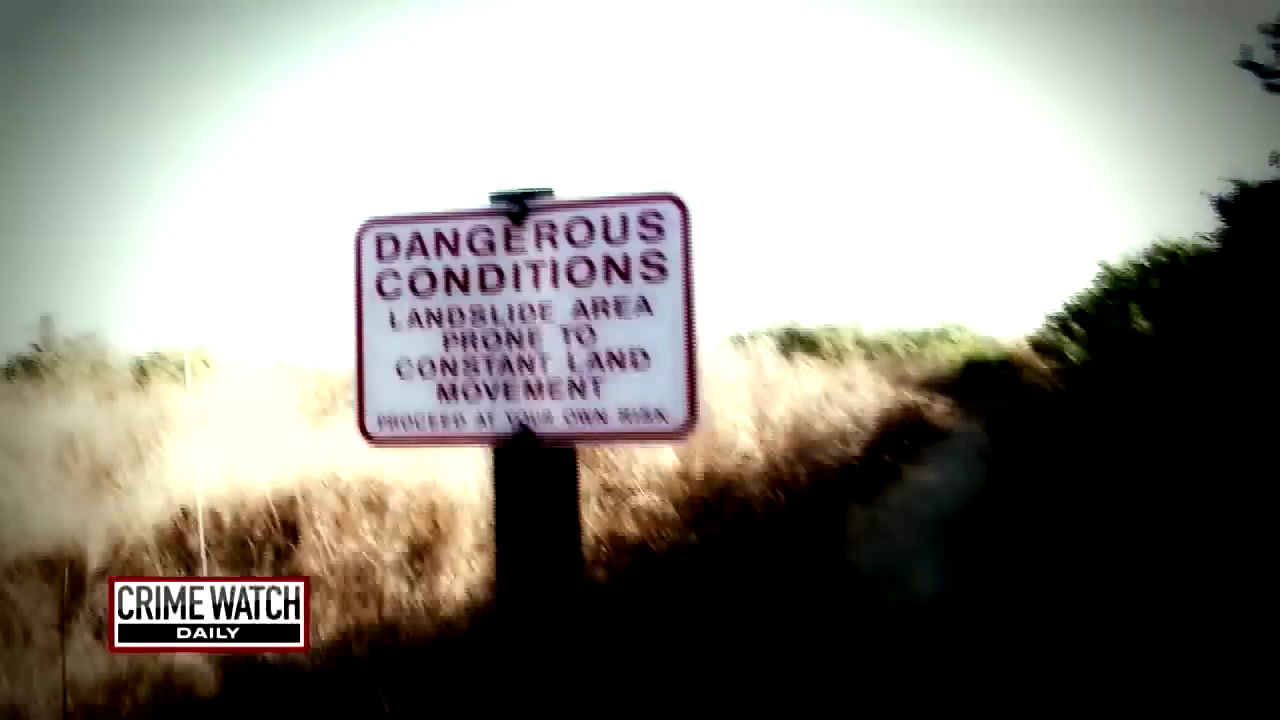 DANGEROUS
CONDITIONS
LANDSLIDE AREA
PRONE TO
CONSTANT LAND
MOVEMENT
PROCEED AT YOUR OWN RISK
CRIME WATCH
DAILY